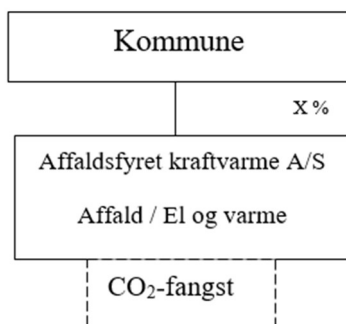 Kommune
X %
Affaldsfyret kraftvarme A/S
Affald / El og varme
CO₂-fangst